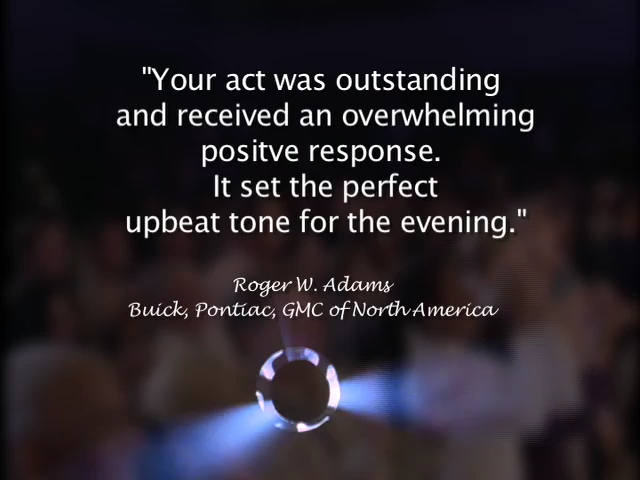 "Your act was outstanding
and received an overwhelming
positve response.
It set the perfect
upbeat tone for the evening."
Roger W. Adams
Buick, Pontiac, GMC of North America